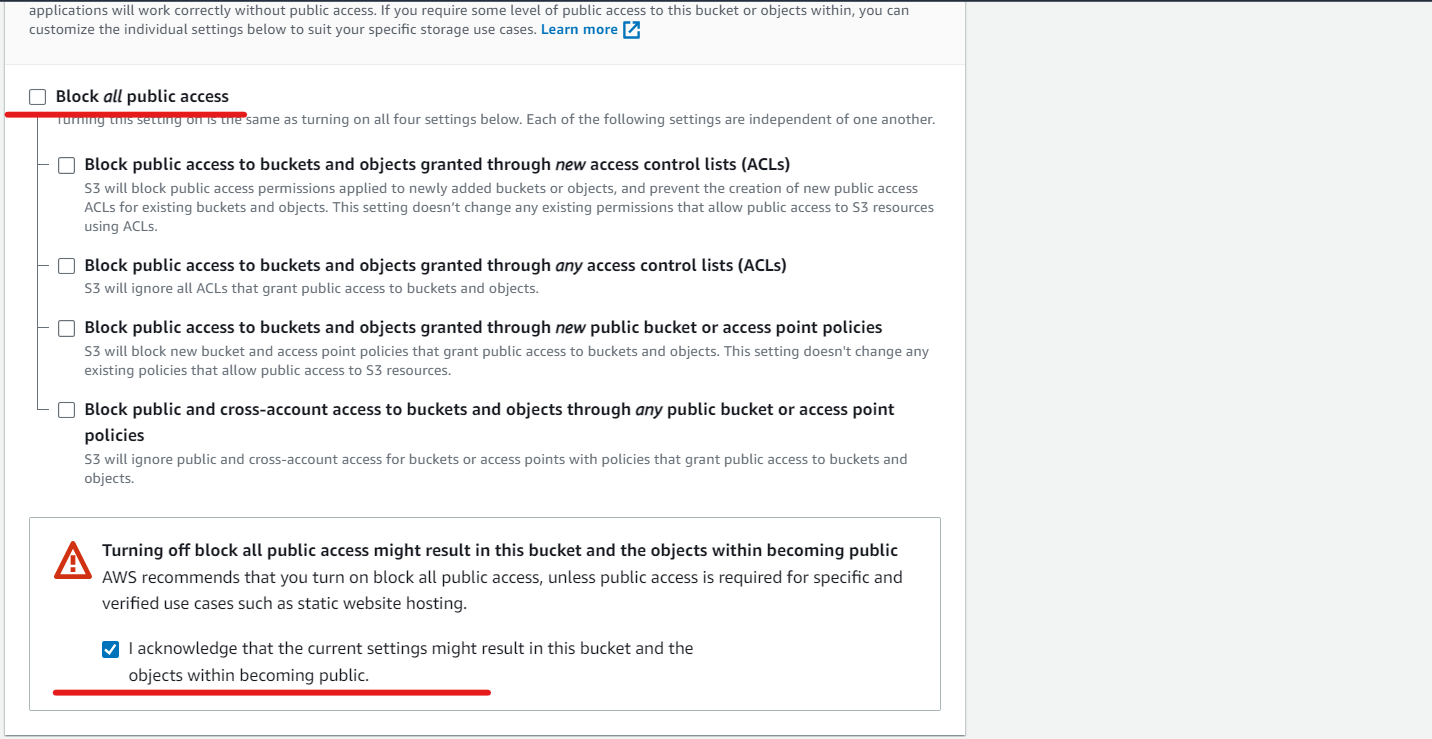 applications will work correctly without public access. If you require some level of public access to this bucket or objects within, you can
customize the individual settings below to suit your specific storage use cases. Learn more
Block all public access
Turning this setting on is the same as turning on all four settings below. Each of the following settings are independent of one another.
Block public access to buckets and objects granted through new access control lists (ACLs)
S3 will block public access permissions applied to newly added buckets or objects, and prevent the creation of new public access
ACLs for existing buckets and objects. This setting doesn’t change any existing permissions that allow public access to S3 resources
using ACLs.
Block public access to buckets and objects granted through any access control lists (ACLs)
S3 will ignore all ACLs that grant public access to buckets and objects.
Block public access to buckets and objects granted through new public bucket or access point policies
S3 will block new bucket and access point policies that grant public access to buckets and objects. This setting doesn't change any
existing policies that allow public access to S3 resources.
Block public and cross-account access to buckets and objects through any public bucket or access point
policies
S3 will ignore public and cross-account access for buckets or access points with policies that grant public access to buckets and
objects.
Turning off block all public access might result in this bucket and the objects within becoming public
AWS recommends that you turn on block all public access, unless public access is required for specific and
verified use cases such as static website hosting.
I acknowledge that the current settings might result in this bucket and the
objects within becoming public.